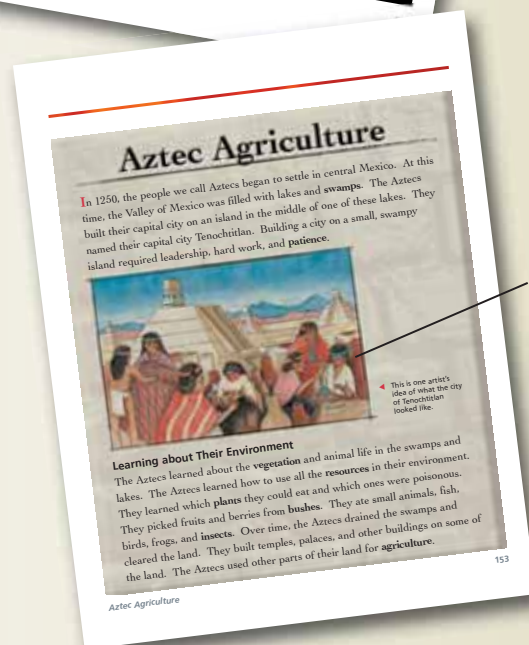 Aztec Agriculture
In 1250, the people we call Aztecs began to settle in central Mexico. At this
time, the Valley of Mexico was filled with lakes and swamps. The Aztecs
built their capital city on an island in the middle of one of these lakes. They
named their capital city Tenochtitlan. Building a city on a small, swampy
island required leadership, hard work, and patience.
◄ This is one artist's
idea of what the city
of Tenochtitlan
looked like.
Learning about Their Environment
The Aztecs learned about the vegetation and animal life in the swamps and
lakes. The Aztecs learned how to use all the resources in their environment.
They learned which plants they could eat and which ones were poisonous.
They picked fruits and berries from bushes. They ate small animals, fish,
birds, frogs, and insects. Over time, the Aztecs drained the swamps and
cleared the land. They built temples, palaces, and other buildings on some of
the land. The Aztecs used other parts of their land for agriculture.
Aztec Agriculture
153